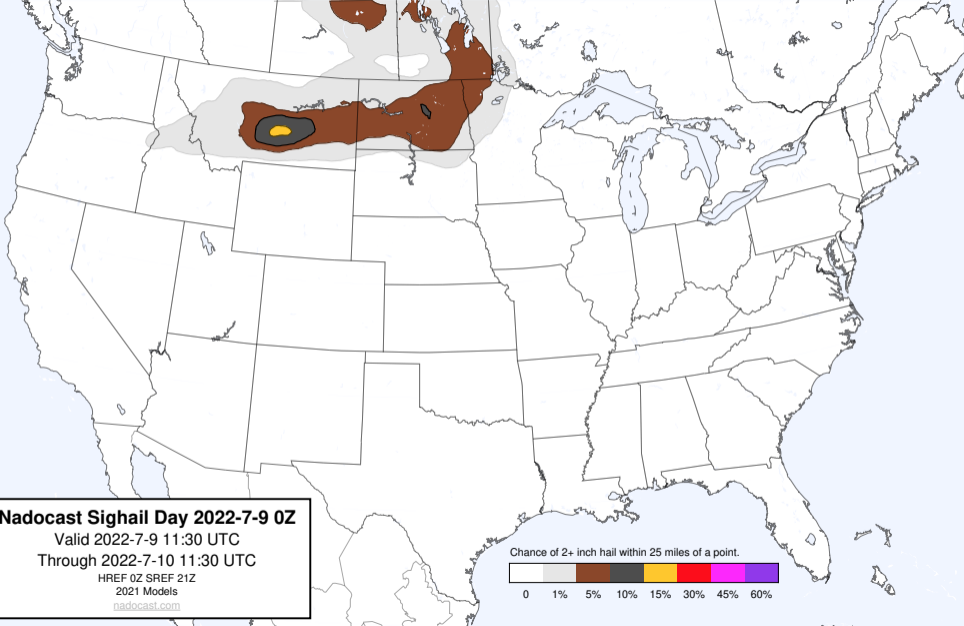 Nadocast Sighail Day 2022-7-9 0Z
Valid 2022-7-9 11:30 UTC
Through 2022-7-10 11:30 UTC
HREF 0Z SREF 21Z
2021 Models
nadocast.com
Chance of 2+ inch hail within 25 miles of a point.
0 1% 5% 10% 15% 30% 45% 60%